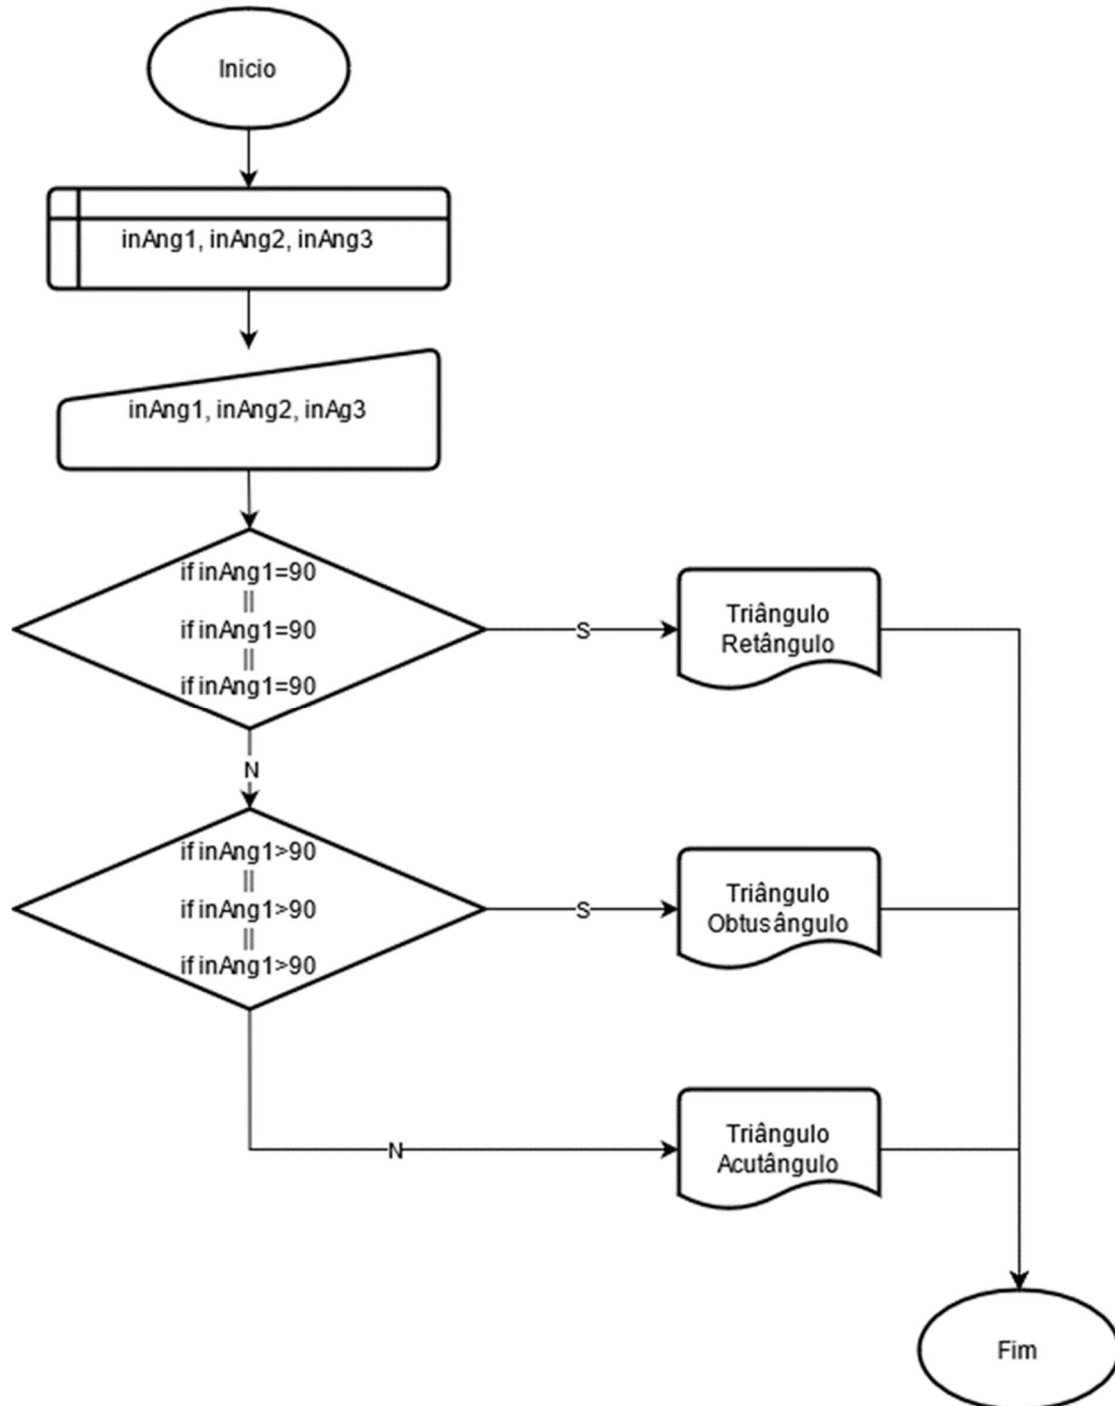 Inicio
inAng1, inAng2, inAng3
inAng1, inAng2, inAg3
if inAng1=90
||
if inAng1=90
||
if inAng1=90
S
Triângulo
Retângulo
N
if inAng1>90
||
if inAng1>90
||
if inAng1>90
S
Triângulo
Obtusângulo
N
Triângulo
Acutângulo
Fim